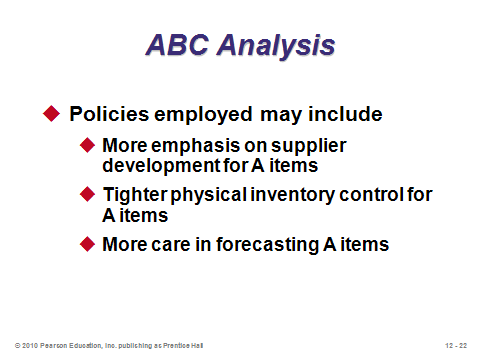 ABC Analysis
Policies employed may include
More emphasis on supplier
development for A items
Tighter physical inventory control for
A items
More care in forecasting A items
© 2010 Pearson Education, Inc. publishing as Prentice Hall
12 - 22